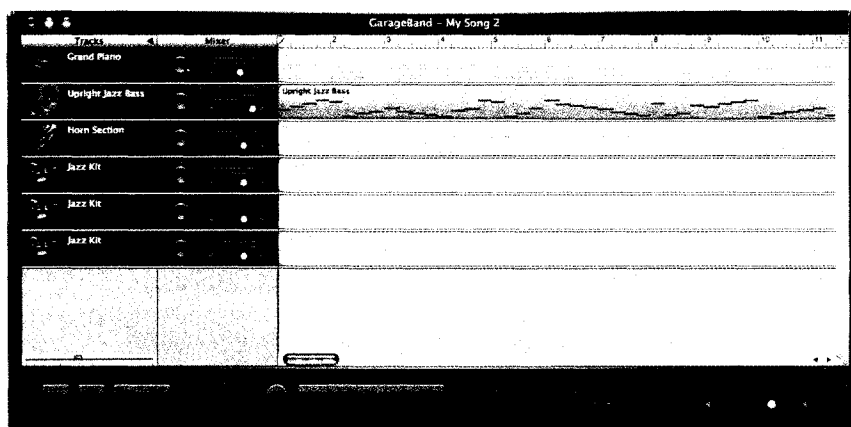 GarageBand – My Song 2
Tracks Mixer 2 3 4 5 6 7 8 9 10 11
Grand Piano
Upright Jazz Bass
Upright Jazz Bass
Horn Section
Jazz Kit
Jazz Kit
Jazz Kit